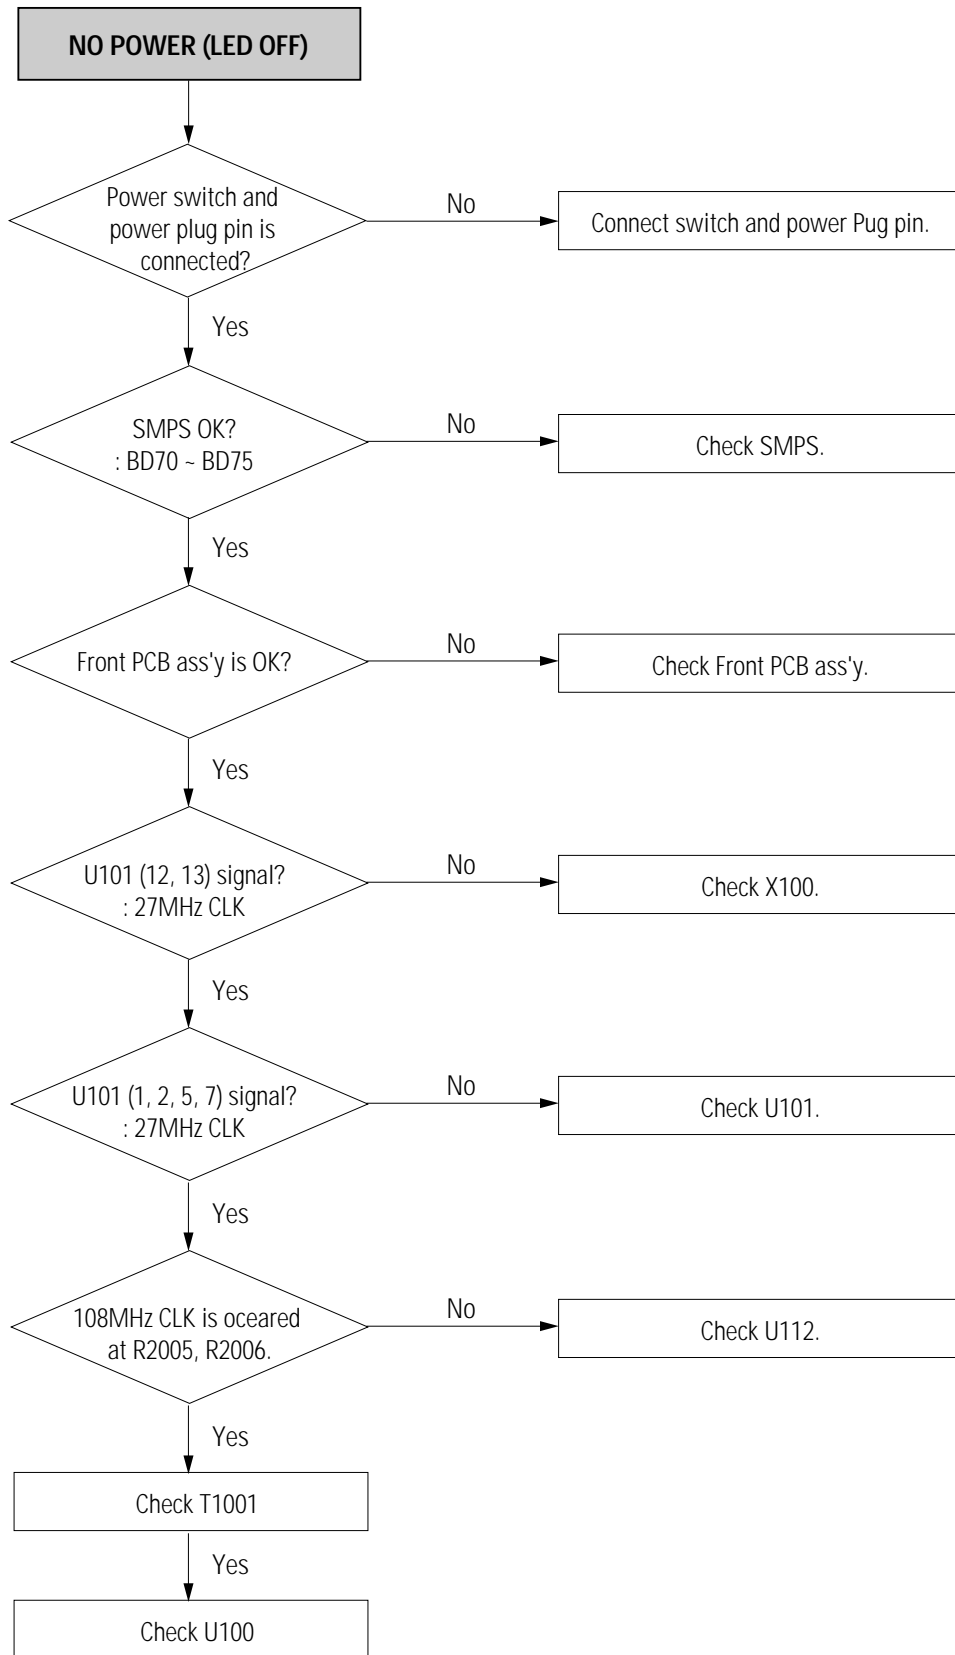 NO POWER (LED OFF)
Power switch and
power plug pin is
connected?
No
Connect switch and power Pug pin.
Yes
SMPS OK?
: BD70 ~ BD75
No
Check SMPS.
Yes
Front PCB ass'y is OK?
No
Check Front PCB ass'y.
Yes
U101 (12, 13) signal?
: 27MHz CLK
No
Check X100.
Yes
U101 (1, 2, 5, 7) signal?
: 27MHz CLK
No
Check U101.
Yes
108MHz CLK is oceared
at R2005, R2006.
No
Check U112.
Yes
Check T1001
Yes
Check U100